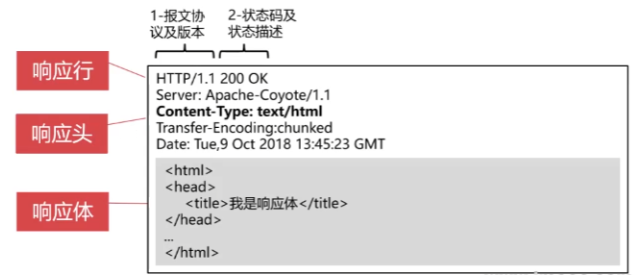 1-报文协
议及版本
2-状态码及
状态描述
响应行
HTTP/1.1 200 OK
Server: Apache-Coyote/1.1
Content-Type: text/html
响应头
Transfer-Encoding:chunked
Date: Tue,9 Oct 2018 13:45:23 GMT
<html>
<head>
<title>我是响应体</title>
响应体
</head>
...
</html>